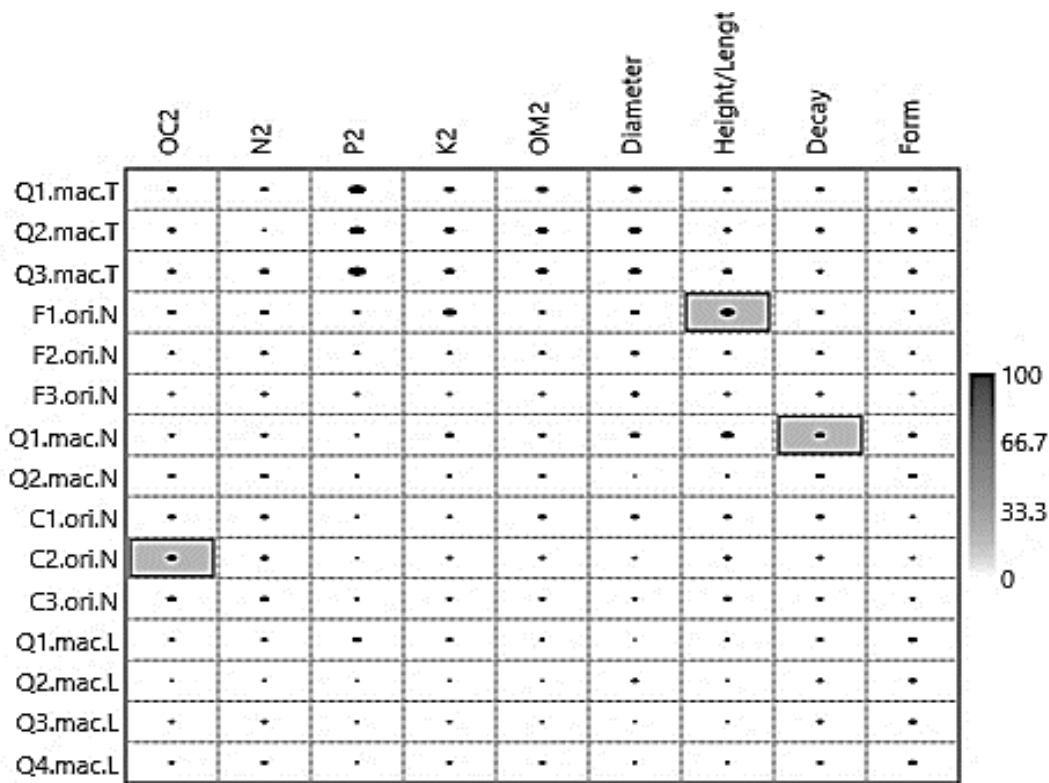 OC2 N2 P2 K2 OM2 Diameter Height/Lengt Decay Form
Q1.mac.T
Q2.mac.T
Q3.mac.T
F1.ori.N
F2.ori.N
F3.ori.N
Q1.mac.N
Q2.mac.N
C1.ori.N
C2.ori.N
C3.ori.N
Q1.mac.L
Q2.mac.L
Q3.mac.L
Q4.mac.L
100
66.7
33.3
0